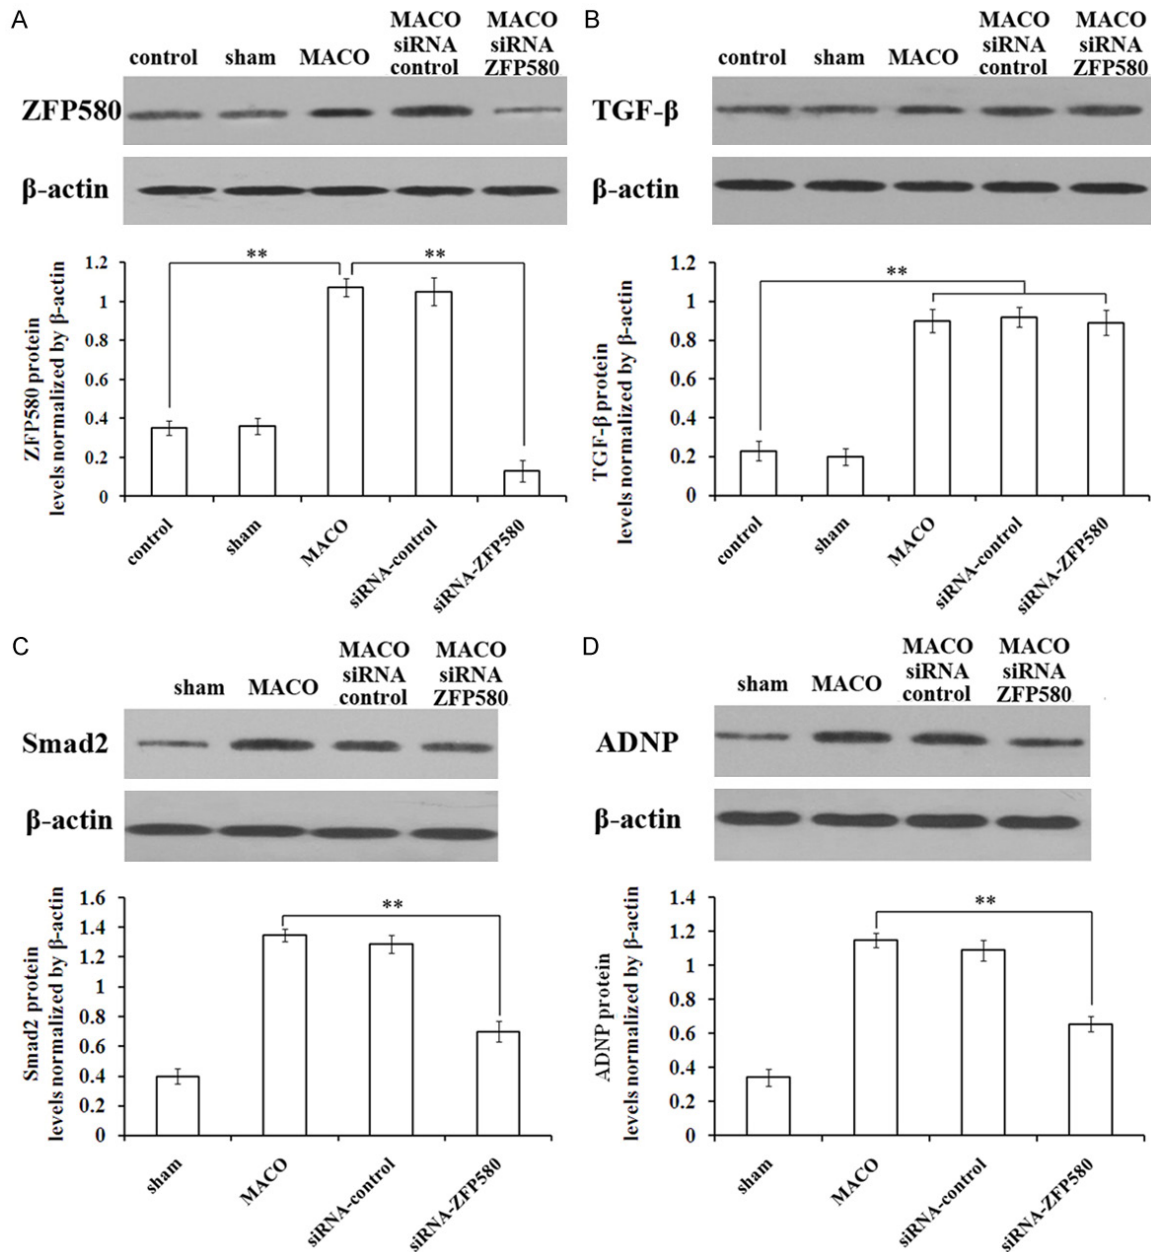 A
control sham MACO MACO siRNA control MACO siRNA ZFP580
ZFP580
β-actin
ZFP580 protein
levels normalized by β-actin
1.2
1
0.8
0.6
0.4
0.2
0
**
**
control
sham
MACO
siRNA-control
siRNA-ZFP580
B
control sham MACO MACO siRNA control MACO siRNA ZFP580
TGF-β
β-actin
TGF-β protein
levels normalized by β-actin
1.2
1
0.8
0.6
0.4
0.2
0
**
control
sham
MACO
siRNA-control
siRNA-ZFP580
C
sham MACO MACO siRNA control MACO siRNA ZFP580
Smad2
β-actin
Smad2 protein
levels normalized by β-actin
1.6
1.4
1.2
1
0.8
0.6
0.4
0.2
0
**
sham
MACO
siRNA-control
siRNA-ZFP580
D
sham MACO MACO siRNA control MACO siRNA ZFP580
ADNP
β-actin
ADNP protein
levels normalized by β-actin
1.4
1.2
1
0.8
0.6
0.4
0.2
0
**
sham
MACO
siRNA-control
siRNA-ZFP580